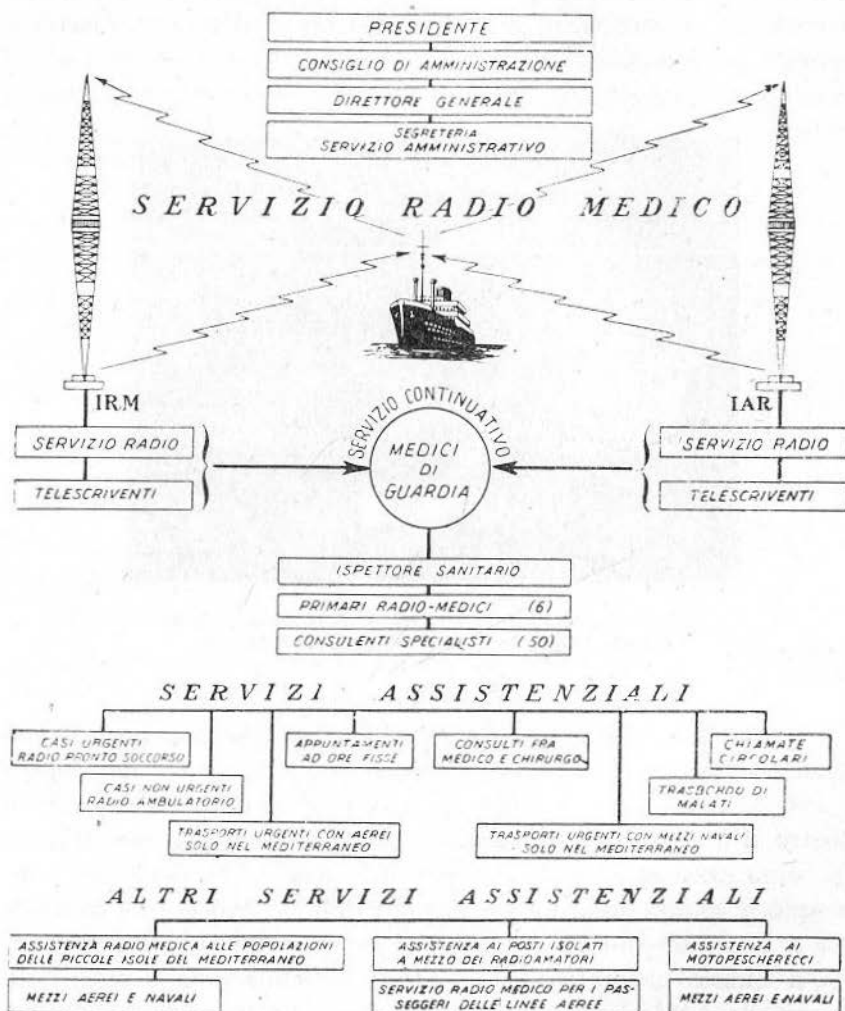 PRESIDENTE
CONSIGLIO DI AMMINISTRAZIONE
DIRETTORE GENERALE
SEGRETERIA
SERVIZIO AMMINISTRATIVO
SERVIZIO RADIO MEDICO
IRM
IAR
SERVIZIO RADIO
TELESCRIVENTI
SERVIZIO CONTINUATIVO
MEDICI
DI
GUARDIA
SERVIZIO RADIO
TELESCRIVENTI
ISPETTORE SANITARIO
PRIMARI RADIO-MEDICI (6)
CONSULENTI SPECIALISTI (50)
SERVIZI ASSISTENZIALI
CASI URGENTI
RADIO PRONTO SOCCORSO
APPUNTAMENTI
AD ORE FISSE
CONSULTI FRA
MEDICO E CHIRURGO
CHIAMATE
CIRCOLARI
CASI NON URGENTI
RADIO AMBULATORIO
TRASBORDO DI
MALATI
TRASPORTI URGENTI CON AEREI
SOLO NEL MEDITERRANEO
TRASPORTI URGENTI CON MEZZI NAVALI
- SOLO NEL MEDITERRANEO
ALTRI SERVIZI ASSISTENZIALI
ASSISTENZA RADIO MEDICA ALLE POPOLAZIONI
DELLE PICCOLE ISOLE DEL MEDITERRANEO
MEZZI AEREI E NAVALI
ASSISTENZA AI POSTI ISOLATI
A MEZZO DEI RADIOAMATORI
SERVIZIO RADIO MEDICO PER I PAS-
SEGGERI DELLE LINEE AEREE
ASSISTENZA AI
MOTOPESCHERECCI
MEZZI AEREI E NAVALI